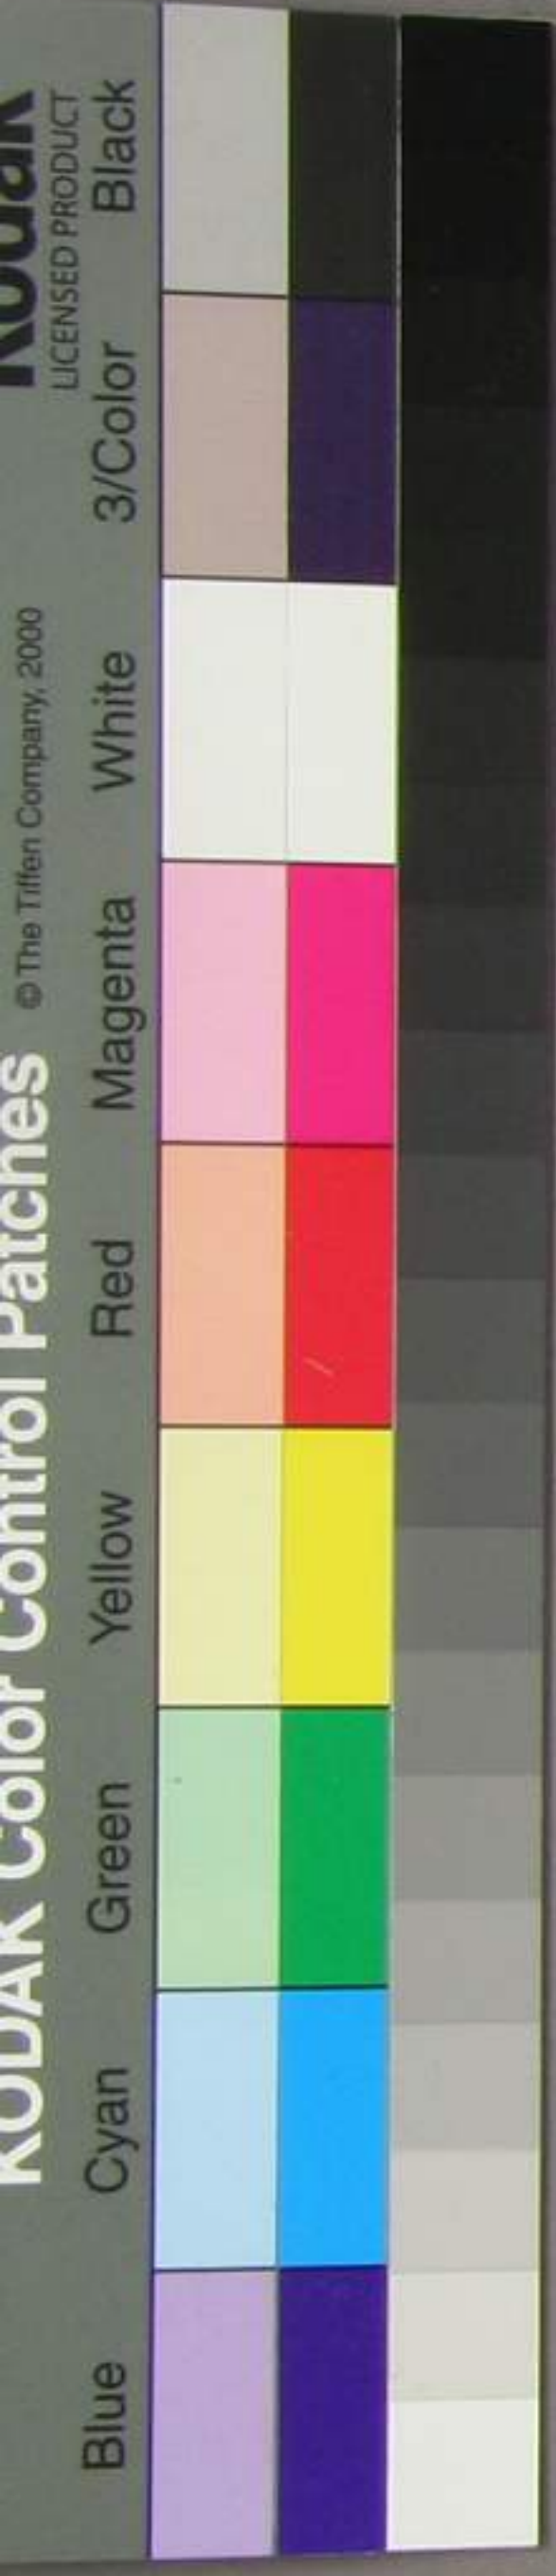 Kodak
LICENSED PRODUCT
KODAK Color Control Patches © The Tiffen Company, 2000
Blue Cyan Green Yellow Red Magenta White 3/Color Black